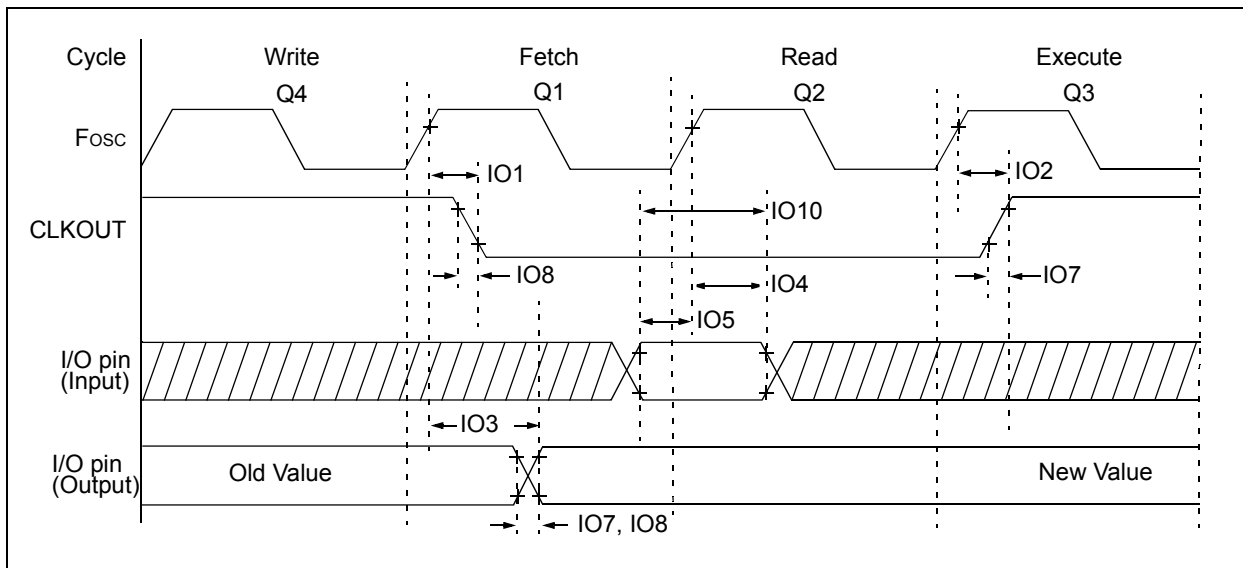 Cycle Write Fetch Read Execute
Q4 Q1 Q2 Q3
FOSC
IO1 IO2
CLKOUT
IO10
IO8 IO4 IO7
IO5
I/O pin
(Input)
IO3
I/O pin
(Output)
Old Value New Value
IO7, IO8